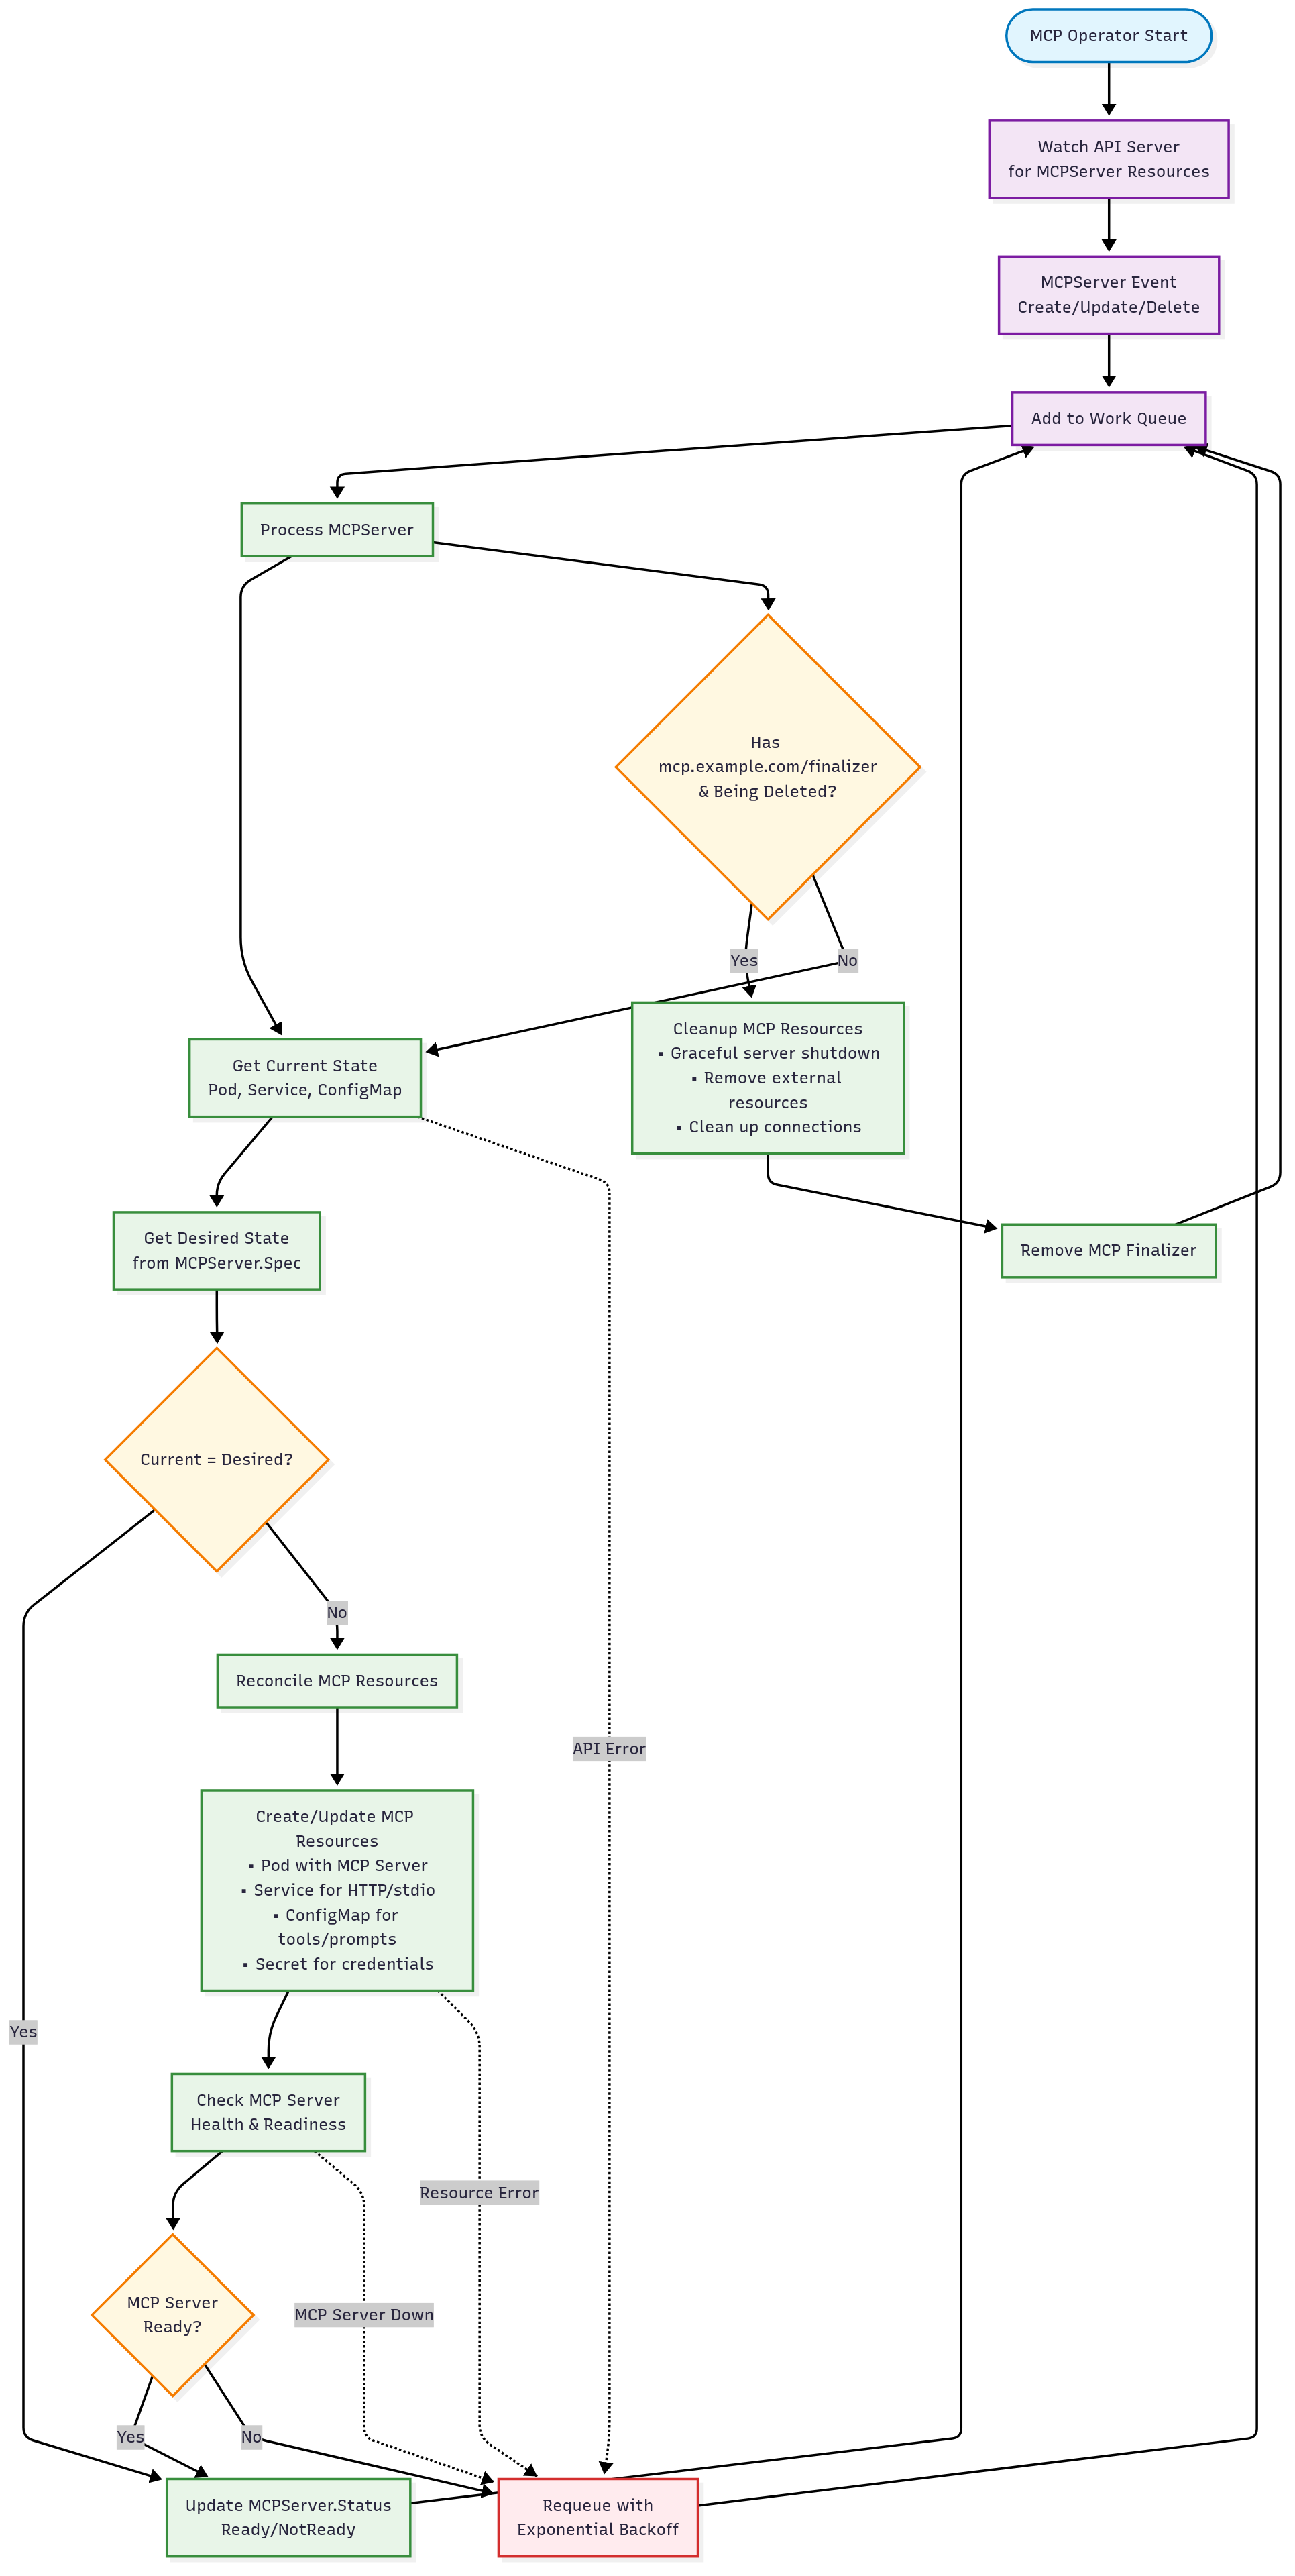 MCP Operator Start
Watch API Server
for MCPServer Resources
MCPServer Event
Create/Update/Delete
Add to Work Queue
Process MCPServer
Has
mcp.example.com/finalizer
& Being Deleted?
Yes
No
Cleanup MCP Resources
▪ Graceful server shutdown
▪ Remove external
resources
▪ Clean up connections
Get Current State
Pod, Service, ConfigMap
Get Desired State
from MCPServer.Spec
Remove MCP Finalizer
Current = Desired?
No
Reconcile MCP Resources
API Error
Create/Update MCP
Resources
▪ Pod with MCP Server
▪ Service for HTTP/stdio
▪ ConfigMap for
tools/prompts
▪ Secret for credentials
Yes
Check MCP Server
Health & Readiness
Resource Error
MCP Server
Ready?
MCP Server Down
Yes
No
Update MCPServer.Status
Ready/NotReady
Requeue with
Exponential Backoff